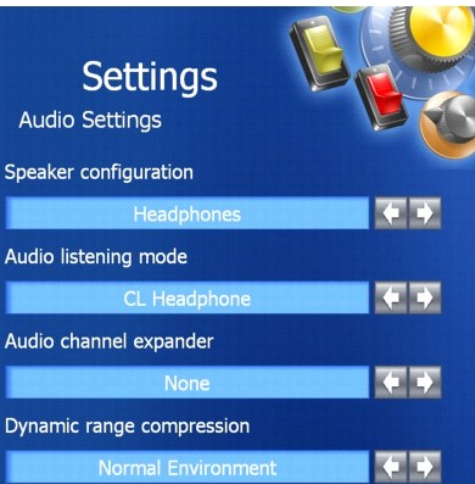 Settings
Audio Settings
Speaker configuration
Headphones
Audio listening mode
CL Headphone
Audio channel expander
None
Dynamic range compression
Normal Environment